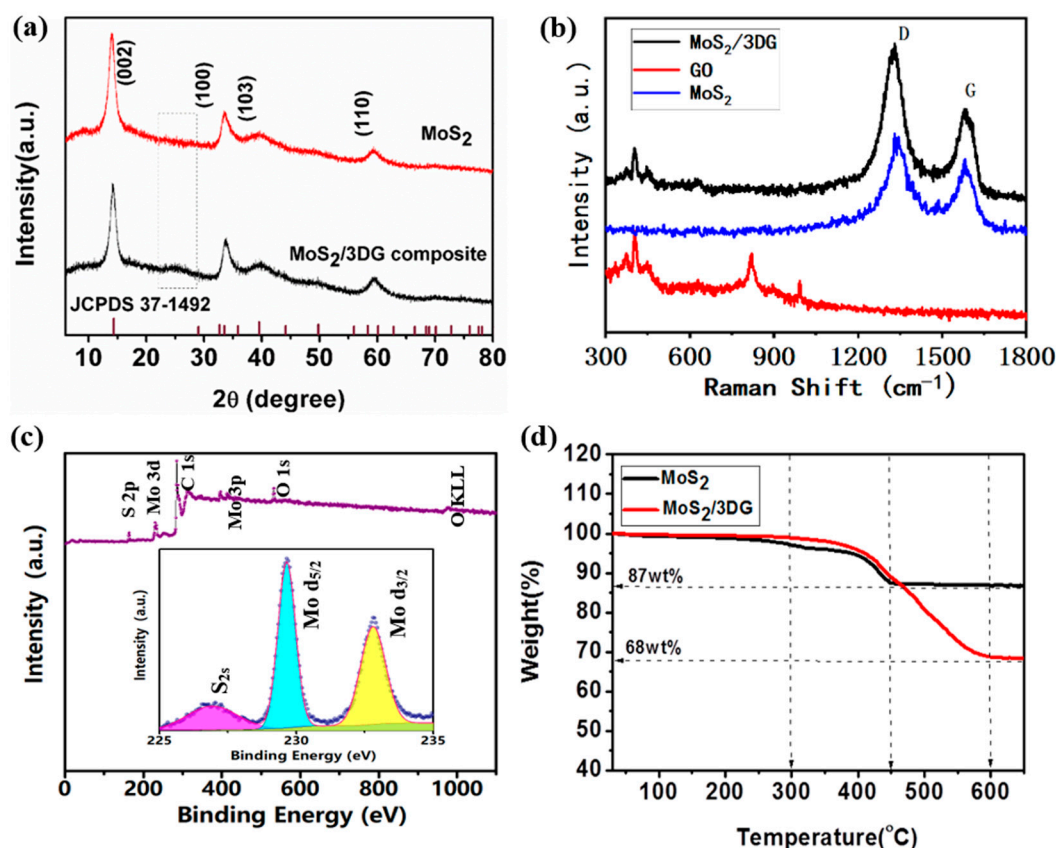 (a)
(002)
(100)
(103)
(110)
MoS2
MoS2/3DG composite
JCPDS 37-1492
Intensity(a.u.)
10 20 30 40 50 60 70 80
2θ (degree)
(b)
MoS2/3DG
GO
MoS2
D
G
Intensity (a.u.)
300 600 900 1200 1500 1800
Raman Shift (cm⁻¹)
(c)
S 2p
Mo 3d
C 1s
Mo 3p
O 1s
O KLL
Intensity (a.u.)
Intensity (a.u.)
S2s
Mo d5/2
Mo d3/2
225 230 235
Binding Energy (eV)
0 200 400 600 800 1000
Binding Energy (eV)
(d)
MoS2
MoS2/3DG
120
110
100
90
80
70
60
50
40
87wt%
68wt%
Weight(%)
100 200 300 400 500 600
Temperature(°C)